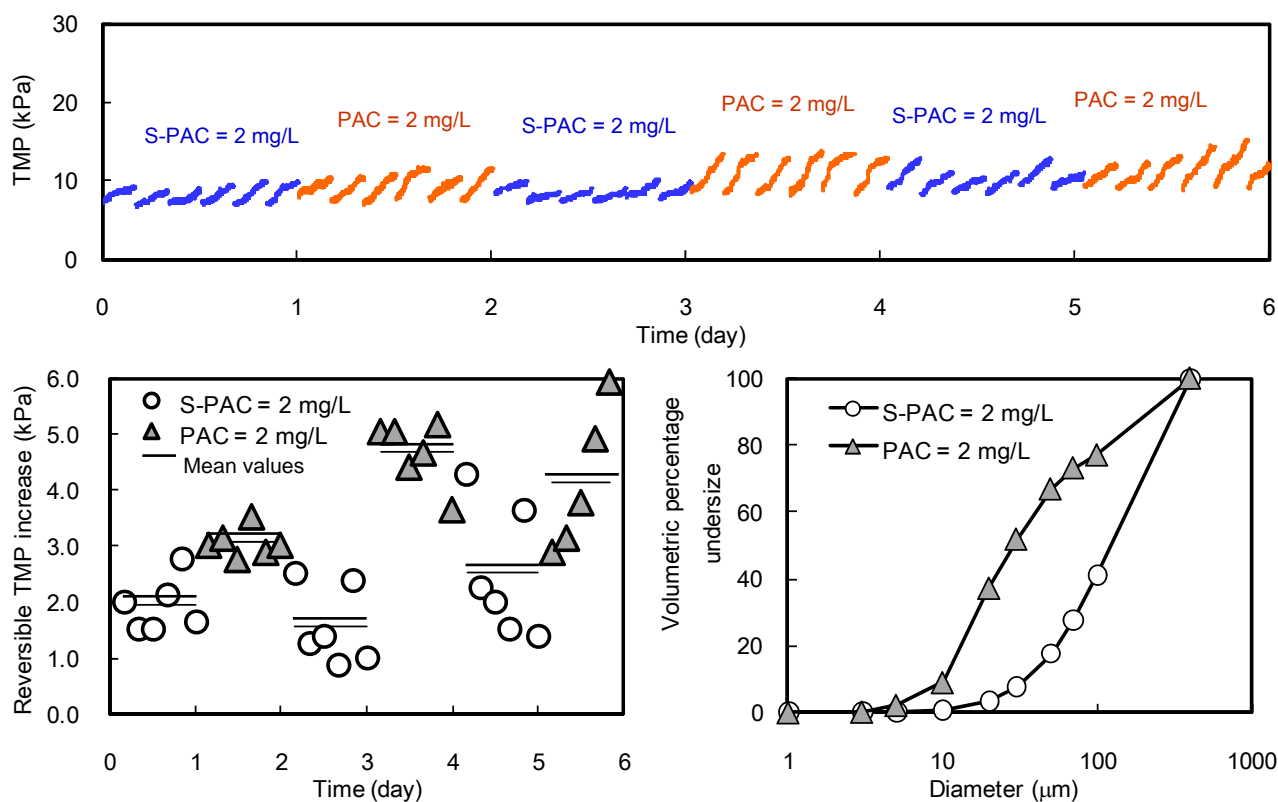 30
20
10
0
TMP (kPa)
S-PAC = 2 mg/L
PAC = 2 mg/L
S-PAC = 2 mg/L
PAC = 2 mg/L
S-PAC = 2 mg/L
PAC = 2 mg/L
0 1 2 3 4 5 6
Time (day)
Reversible TMP increase (kPa)
6.0
5.0
4.0
3.0
2.0
1.0
0.0
S-PAC = 2 mg/L
PAC = 2 mg/L
Mean values
0 1 2 3 4 5 6
Time (day)
Volumetric percentage
undersize
100
80
60
40
20
0
S-PAC = 2 mg/L
PAC = 2 mg/L
1 10 100 1000
Diameter (μm)